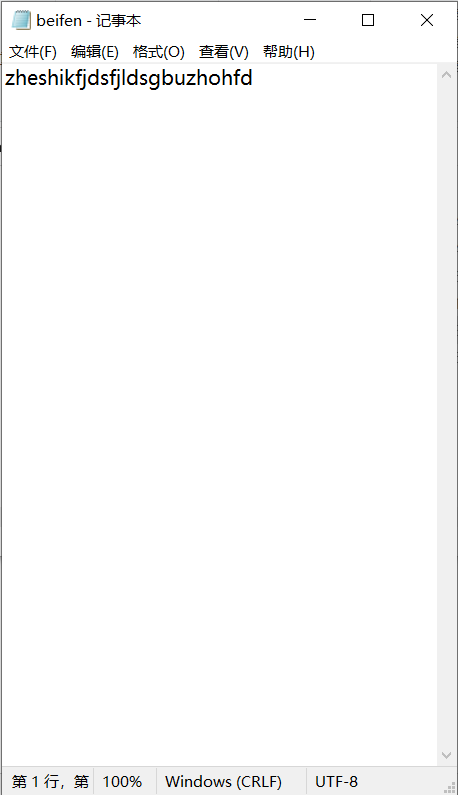 beifen - 记事本
文件(F) 编辑(E) 格式(O) 查看(V) 帮助(H)
zheshikfjdsfjldsgbuzhohfd
第 1 行，第 100% Windows (CRLF) UTF-8